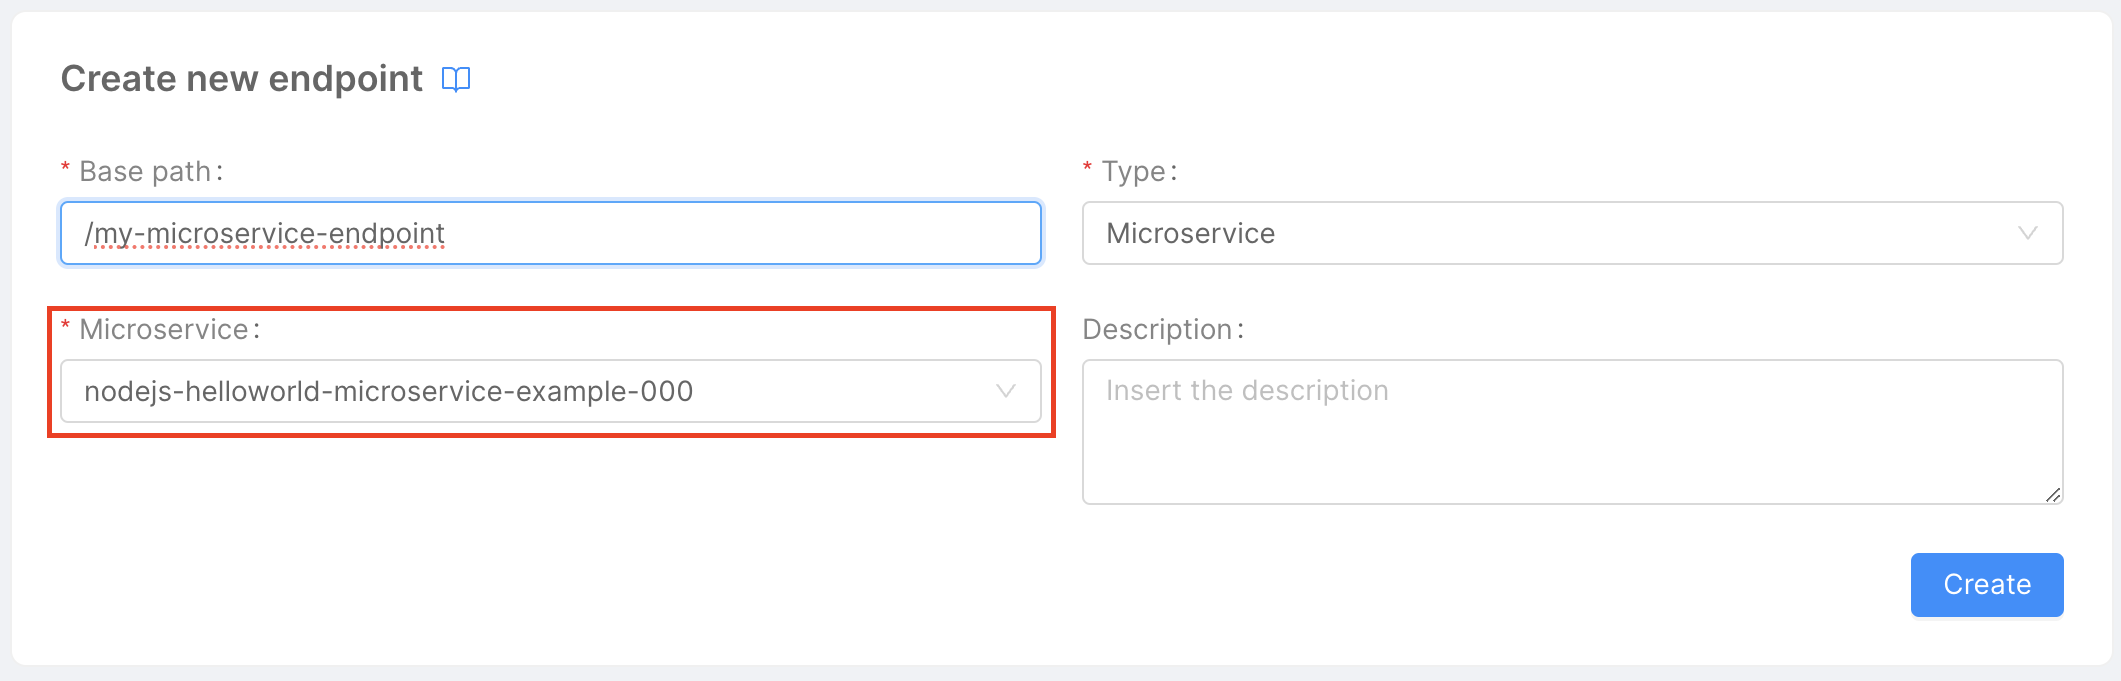 Create new endpoint
* Base path:
/my-microservice-endpoint
* Type:
Microservice
* Microservice:
nodejs-helloworld-microservice-example-000
Description:
Insert the description
Create